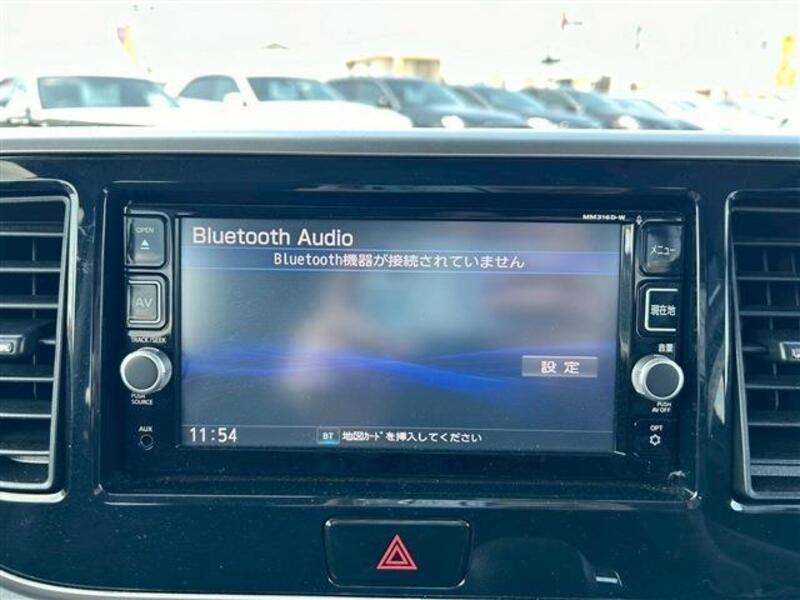 MM316D-W
OPEN
メニュー
Bluetooth Audio
Bluetooth機器が接続されていません
AV
現在地
TRACK/SEEK
音量
設定
PUSH
SOURCE
PUSH
AV OFF
AUX
11:54
BT 地図ｶｰﾄﾞを挿入してください
OPT